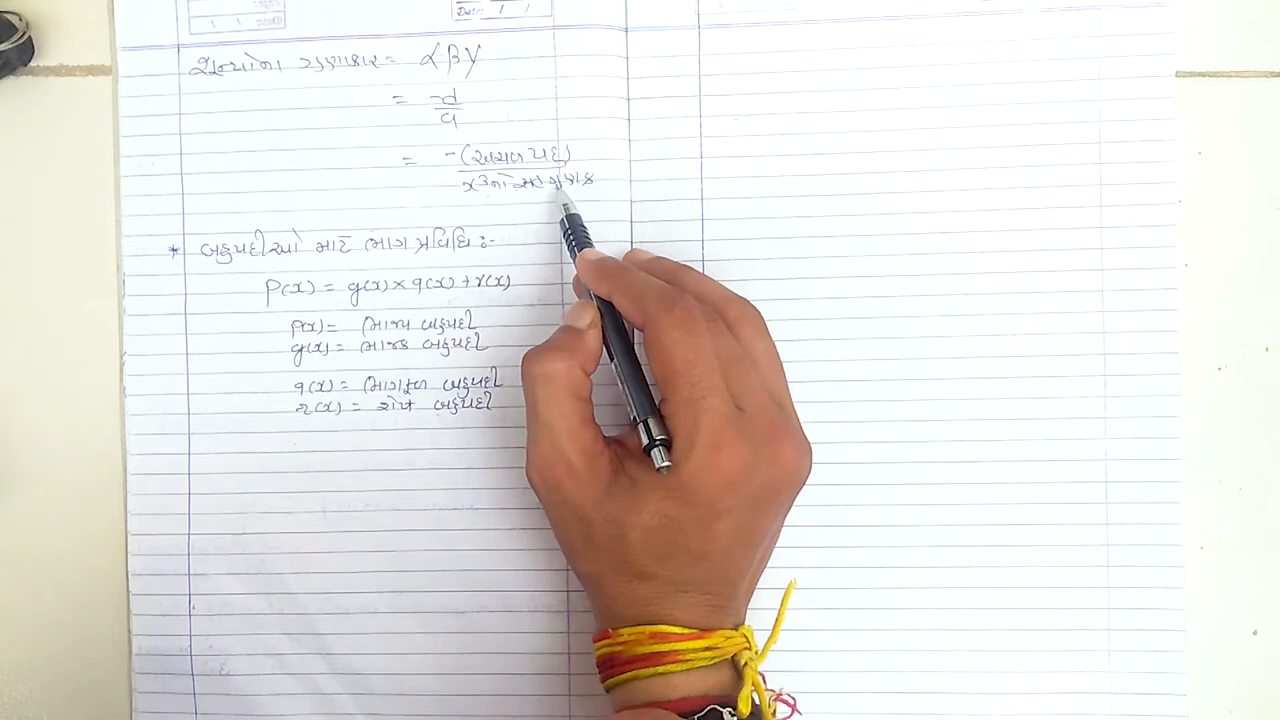 Date: / /
શૂન્યોના ગુણાકાર = αβγ
= -d/a
= -(અચળ પદ)/x³નો સહગુણક
* બહુપદીઓ માટે ભાગ પ્રવિધિ :-
P(x) = g(x) × q(x) + r(x)
P(x) = ભાજ્ય બહુપદી
g(x) = ભાજક બહુપદી
q(x) = ભાગફળ બહુપદી
r(x) = શેષ બહુપદી